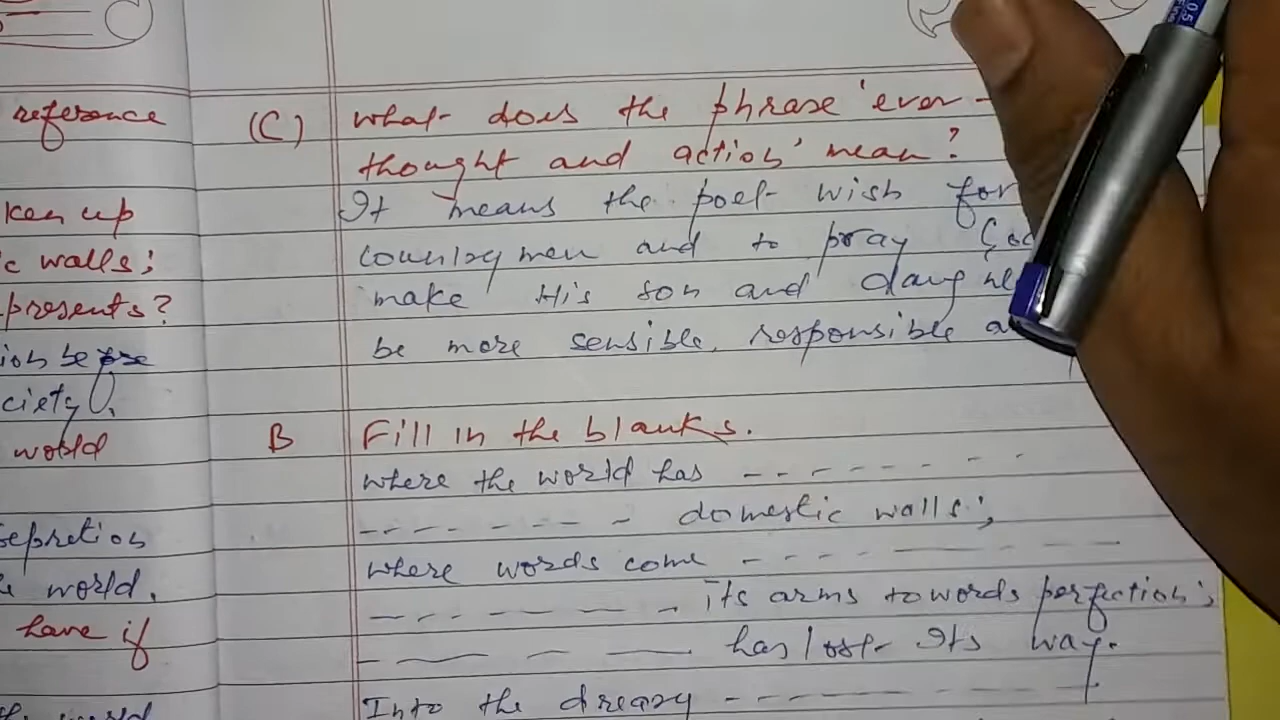 reference
ken up
c walls;
presents?
ciety.
world
sepretion
world.
have if
(C) what does the phrase 'ever-
thought and action' mean?
It means the poet wish for
countrymen and to pray
make His son and
be more sensible, responsible
B Fill in the blanks.
where the world has - - - - - - - -
- - - - - - - - domestic walls;
where words come - - - - - - - -
- - - - - - - its arms towords perfection;
- - - - - has lost Its way.
Into the dreary - - - - - - - -